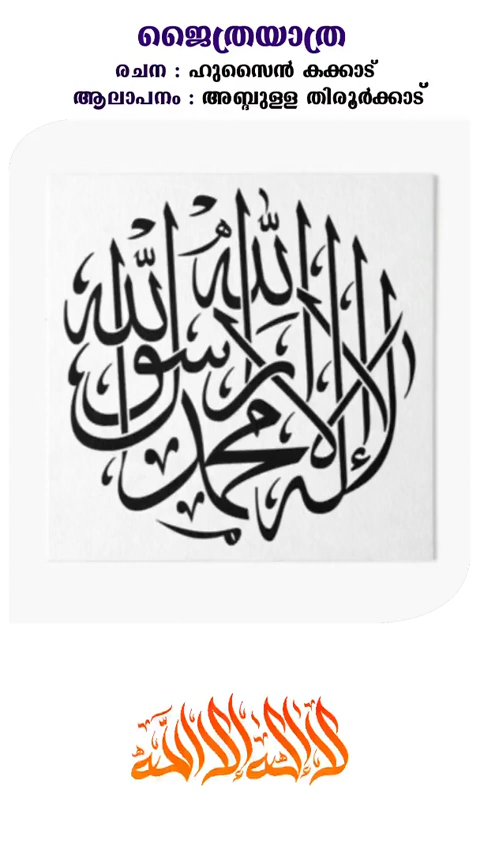 ജൈത്രയാത്ര
രചന : ഹുസൈൻ കക്കാട്
ആലാപനം : അബ്ദുള്ള തിരൂർക്കാട്
لا إله إلا الله محمد رسول الله
لا إله إلا الله